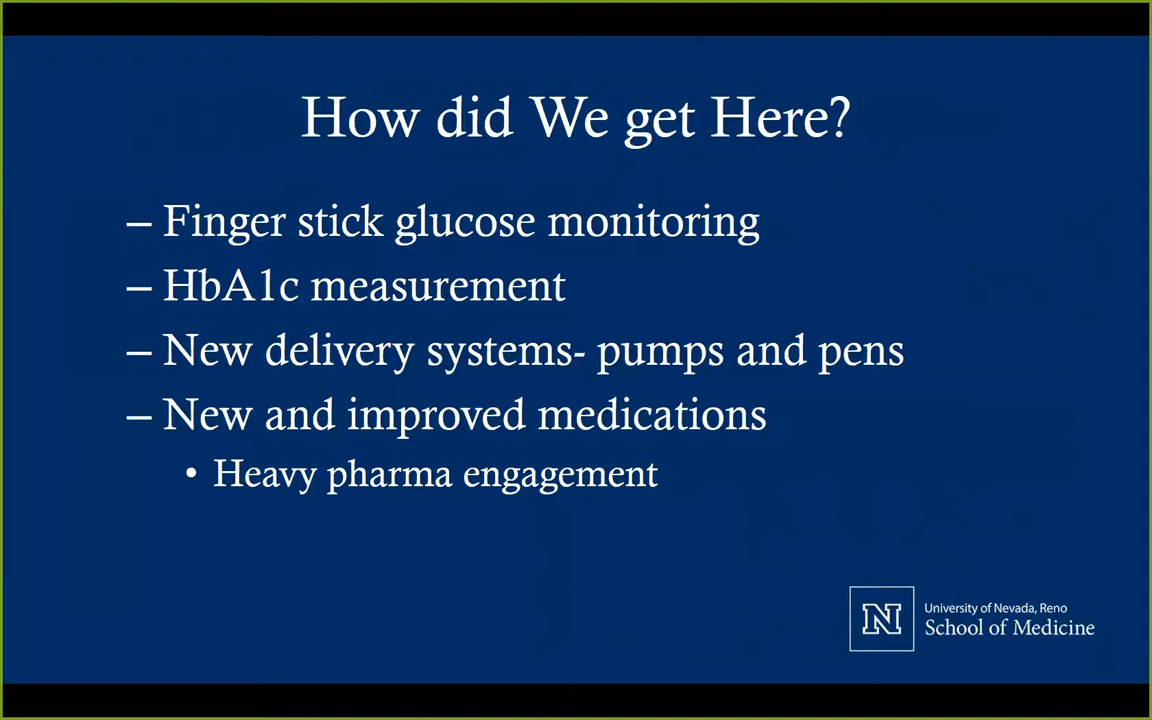 How did We get Here?
– Finger stick glucose monitoring
– HbA1c measurement
– New delivery systems- pumps and pens
– New and improved medications
• Heavy pharma engagement
N
University of Nevada, Reno
School of Medicine